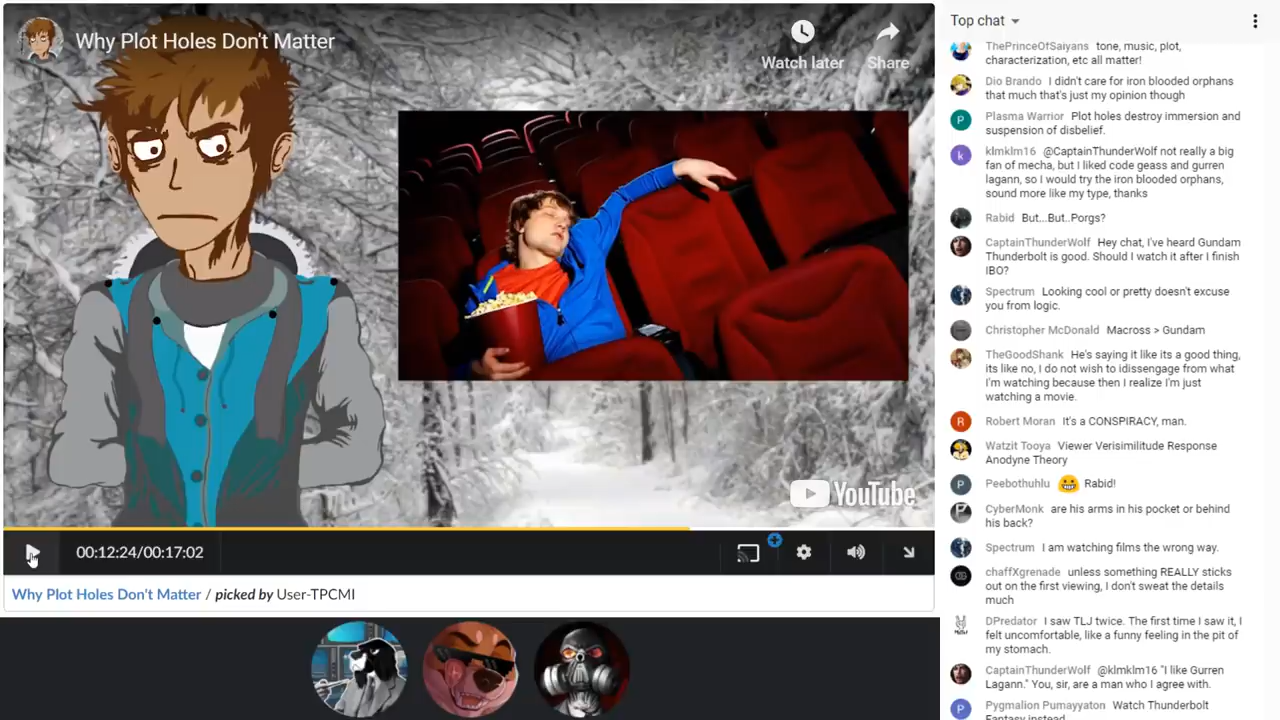 Why Plot Holes Don't Matter
Watch later
Share
YouTube
00:12:24/00:17:02
Why Plot Holes Don't Matter / picked by User-TPCMI
Top chat
ThePrinceOfSaiyans tone, music, plot,
characterization, etc all matter!
Dio Brando I didn't care for iron blooded orphans
that much that's just my opinion though
P
Plasma Warrior Plot holes destroy immersion and
suspension of disbelief.
k
klmklm16 @CaptainThunderWolf not really a big
fan of mecha, but I liked code geass and gurren
lagann, so I would try the iron blooded orphans,
sound more like my type, thanks
Rabid But...But..Porgs?
CaptainThunderWolf Hey chat, I've heard Gundam
Thunderbolt is good. Should I watch it after I finish
IBO?
Spectrum Looking cool or pretty doesn't excuse
you from logic.
Christopher McDonald Macross > Gundam
TheGoodShank He's saying it like its a good thing,
its like no, I do not wish to idissengage from what
I'm watching because then I realize I'm just
watching a movie.
R
Robert Moran It's a CONSPIRACY, man.
Watzit Tooya Viewer Verisimilitude Response
Anodyne Theory
P
Peebothuhlu Rabid!
CyberMonk are his arms in his pocket or behind
his back?
Spectrum I am watching films the wrong way.
chaffXgrenade unless something REALLY sticks
out on the first viewing, I don't sweat the details
much
DPredator I saw TLJ twice. The first time I saw it, I
felt uncomfortable, like a funny feeling in the pit of
my stomach.
CaptainThunderWolf @klmklm16 "I like Gurren
Lagann." You, sir, are a man who I agree with.
P
Pygmalion Pumayyaton Watch Thunderbolt
Fantasy instead